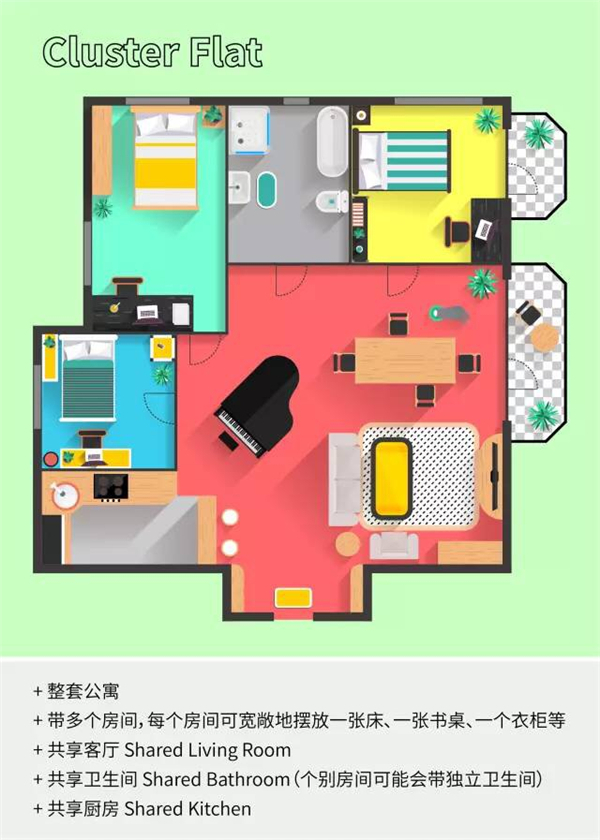 Cluster Flat
+ 整套公寓
+ 带多个房间，每个房间可宽敞地摆放一张床、一张书桌、一个衣柜等
+ 共享客厅 Shared Living Room
+ 共享卫生间 Shared Bathroom（个别房间可能会带独立卫生间）
+ 共享厨房 Shared Kitchen